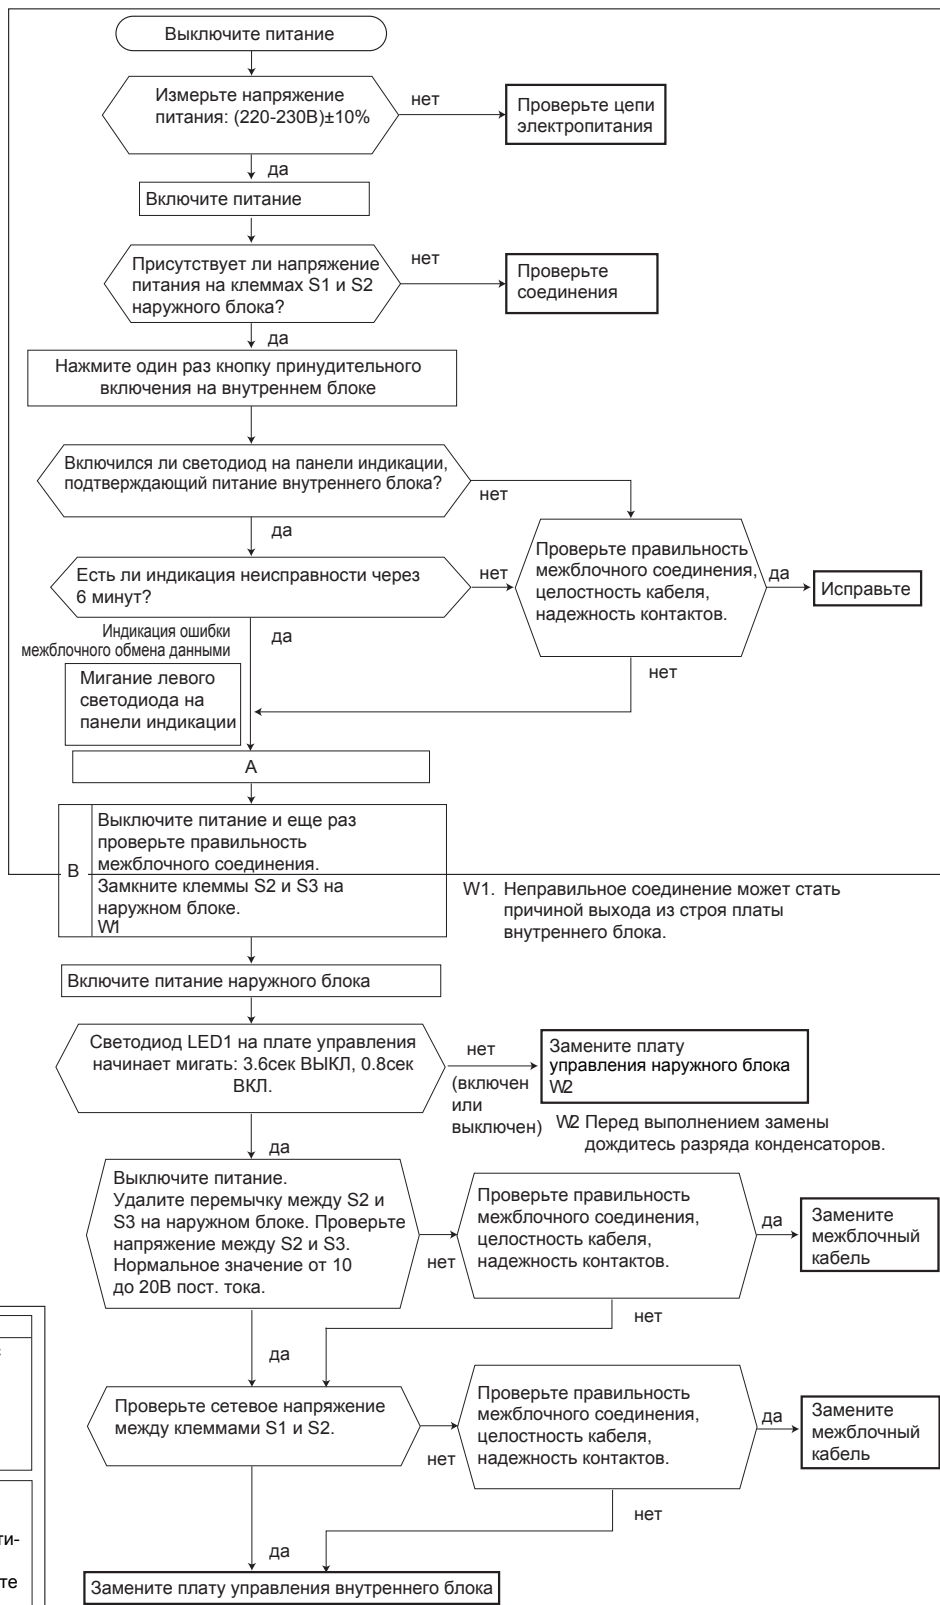 Выключите питание
Измерьте напряжение
питания: (220-230В)±10%
нет
Проверьте цепи
электропитания
да
Включите питание
Присутствует ли напряжение
питания на клеммах S1 и S2
наружного блока?
нет
Проверьте
соединения
да
Нажмите один раз кнопку принудительного
включения на внутреннем блоке
Включился ли светодиод на панели индикации,
подтверждающий питание внутреннего блока?
нет
да
Есть ли индикация неисправности через
6 минут?
нет
Проверьте правильность
межблочного соединения,
целостность кабеля,
надежность контактов.
да
Исправьте
Индикация ошибки
межблочного обмена данными
да
нет
Мигание левого
светодиода на
панели индикации
А
В
Выключите питание и еще раз
проверьте правильность
межблочного соединения.
Замкните клеммы S2 и S3 на
наружном блоке.
W1
W1. Неправильное соединение может стать
причиной выхода из строя платы
внутреннего блока.
Включите питание наружного блока
Светодиод LED1 на плате управления
начинает мигать: 3.6сек ВЫКЛ, 0.8сек
ВКЛ.
нет
(включен
или
выключен)
Замените плату
управления наружного блока
W2
W2 Перед выполнением замены
дождитесь разряда конденсаторов.
да
Выключите питание.
Удалите перемычку между S2 и
S3 на наружном блоке. Проверьте
напряжение между S2 и S3.
Нормальное значение от 10
до 20В пост. тока.
нет
Проверьте правильность
межблочного соединения,
целостность кабеля,
надежность контактов.
да
Замените
межблочный
кабель
нет
да
Проверьте сетевое напряжение
между клеммами S1 и S2.
нет
Проверьте правильность
межблочного соединения,
целостность кабеля,
надежность контактов.
да
Замените
межблочный
кабель
нет
да
Замените плату управления внутреннего блока
ти-
те